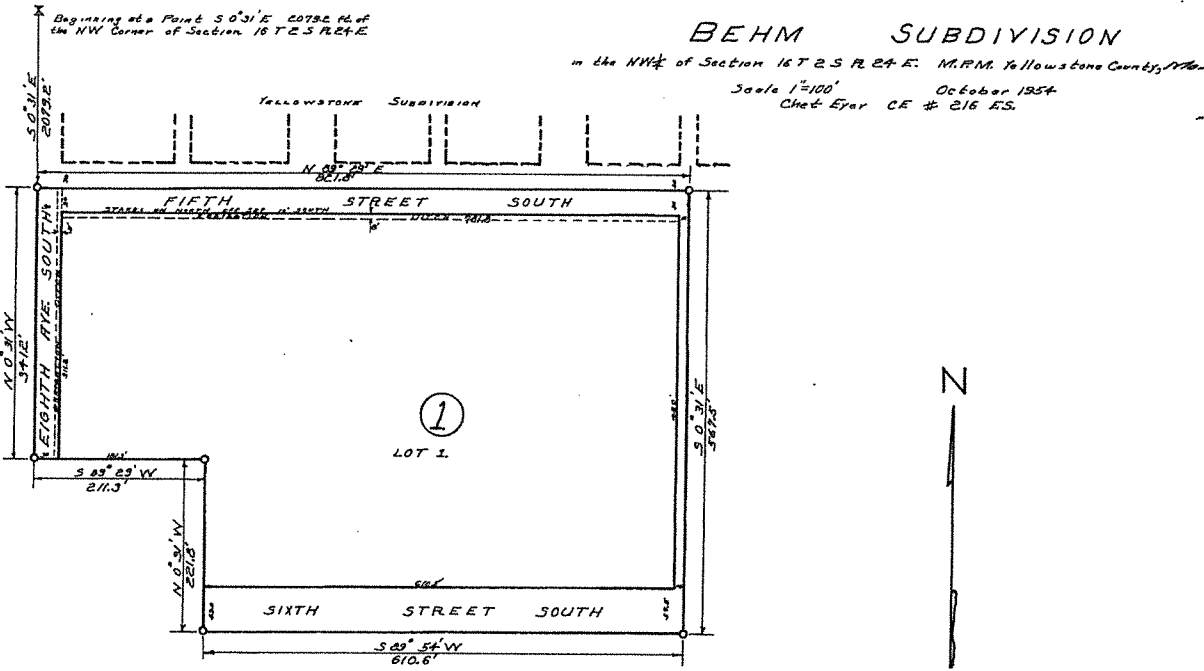 Beginning at a Point S 0°31'E 2079.2 Ft. of
the NW Corner of Section 16 T 2 S R 24 E
BEHM SUBDIVISION
in the NW¼ of Section 16 T 2 S R 24 E. M.P.M. Yellowstone County,
Scale 1"=100' October 1954
Chet Eyer CE # 216 ES.
S 0°31'E
2079.2'
YELLOWSTONE SUBDIVISION
N 89° 29' E
821.8'
FIFTH STREET SOUTH
EIGHTH AVE. SOUTH
N 0°31'W
341.2'
S 0°31'E
567.5'
1
LOT 1
N
S 89° 29' W
211.3'
N 0°31'W
221.8'
SIXTH STREET SOUTH
S 89° 54' W
610.6'